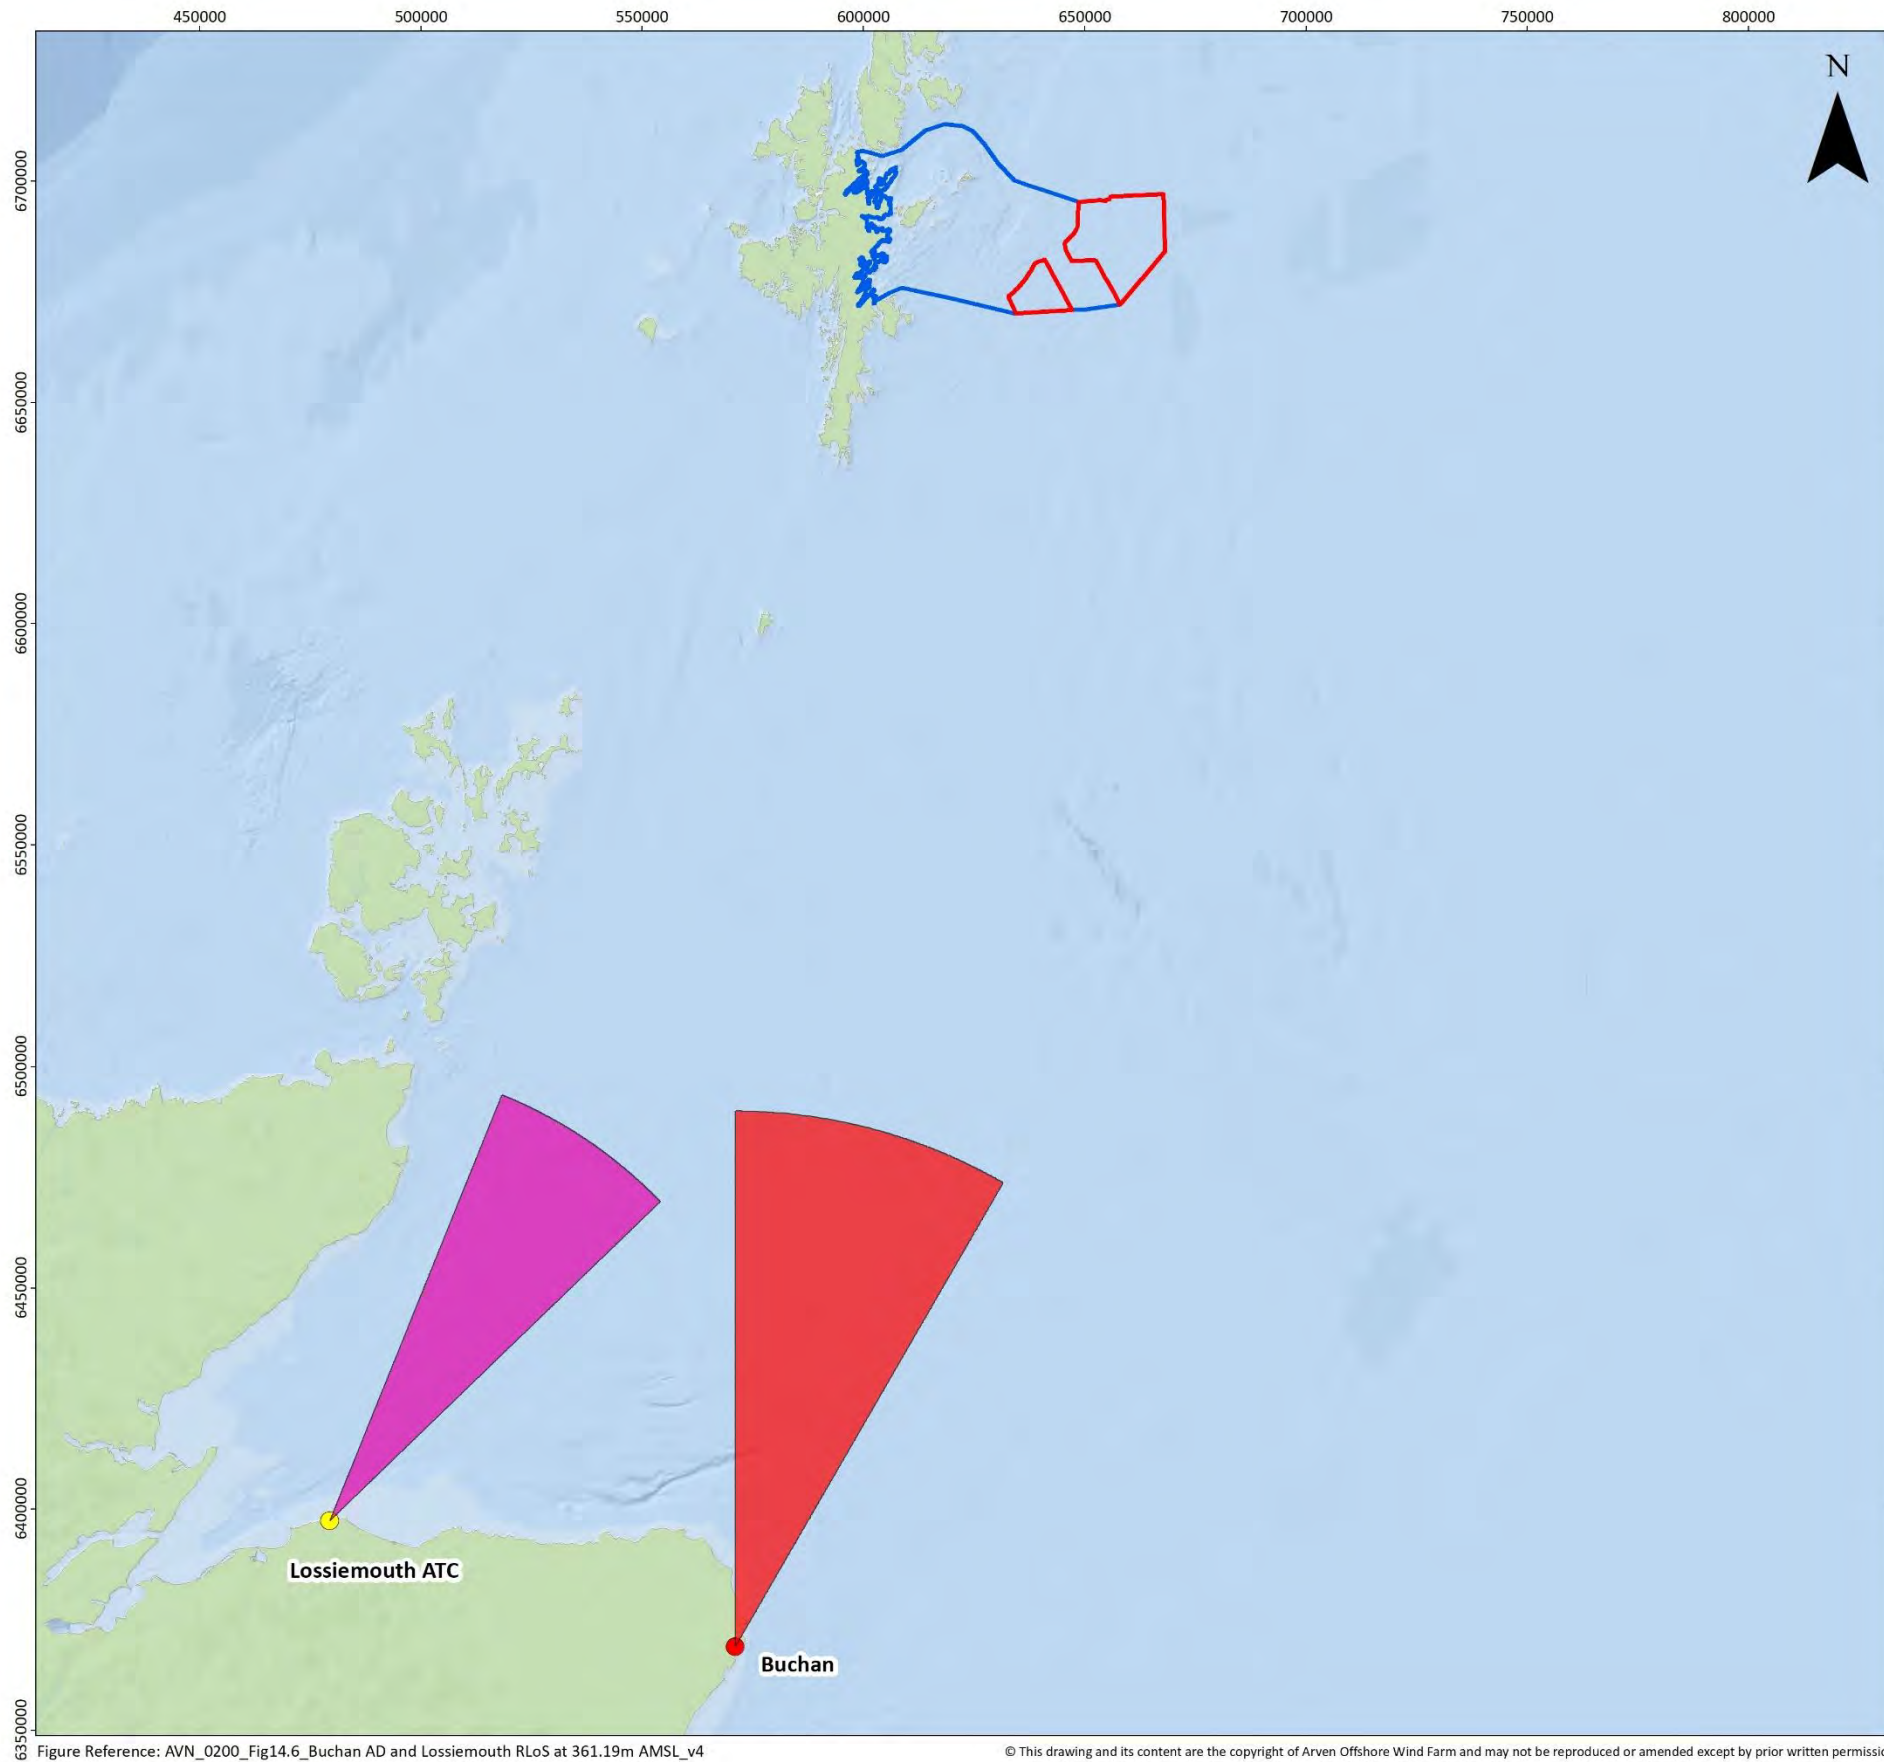 450000 500000 550000 600000 650000 700000 750000 800000
N
6700000
6650000
6600000
6550000
6500000
6450000
6400000
6350000
Lossiemouth ATC
Buchan
Figure Reference: AVN_0200_Fig14.6_Buchan AD and Lossiemouth RLoS at 361.19m AMSL_v4
© This drawing and its content are the copyright of Arven Offshore Wind Farm and may not be reproduced or amended except by prior written